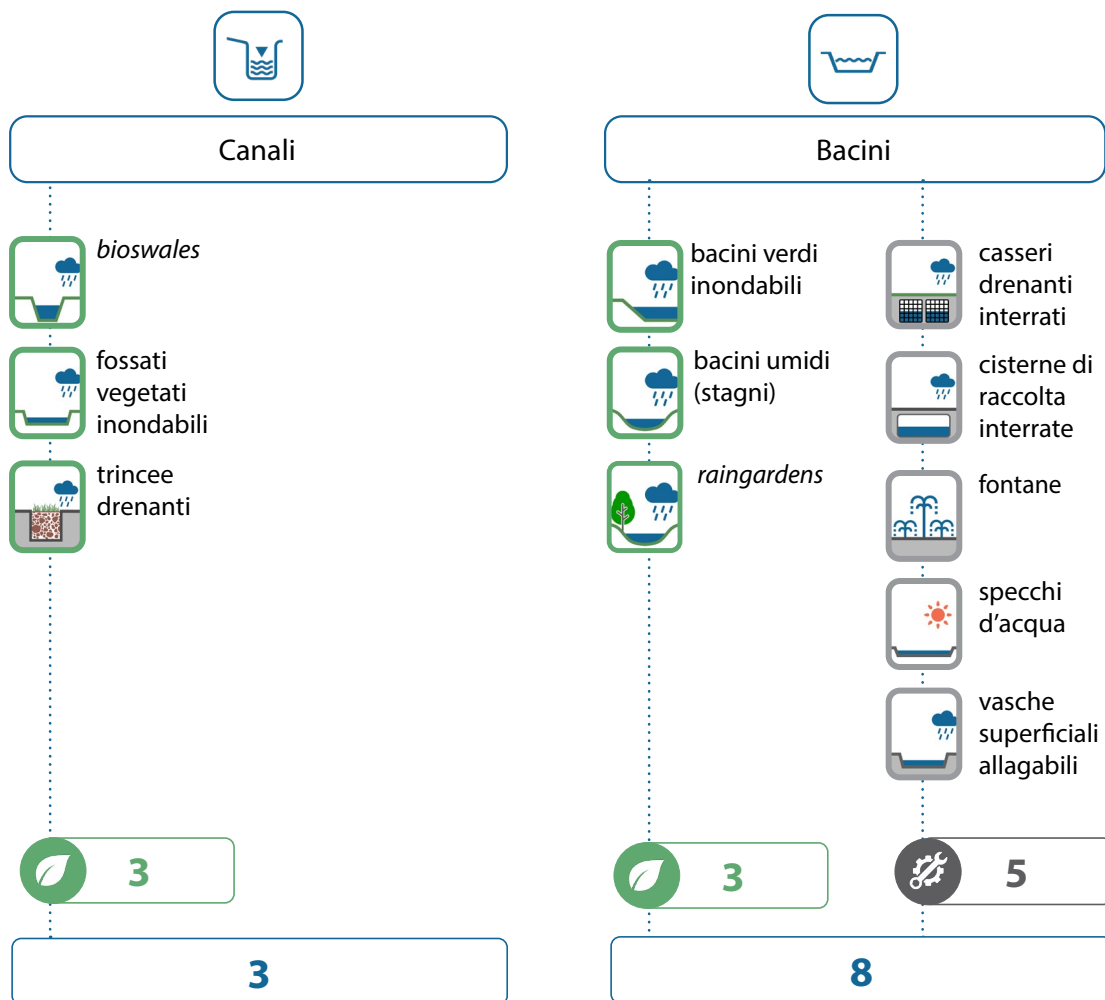 Canali
bioswales
fossati
vegetati
inondabili
trincee
drenanti
3
3
Bacini
bacini verdi
inondabili
bacini umidi
(stagni)
raingardens
3
casseri
drenanti
interrati
cisterne di
raccolta
interrate
fontane
specchi
d’acqua
vasche
superficiali
allagabili
5
8